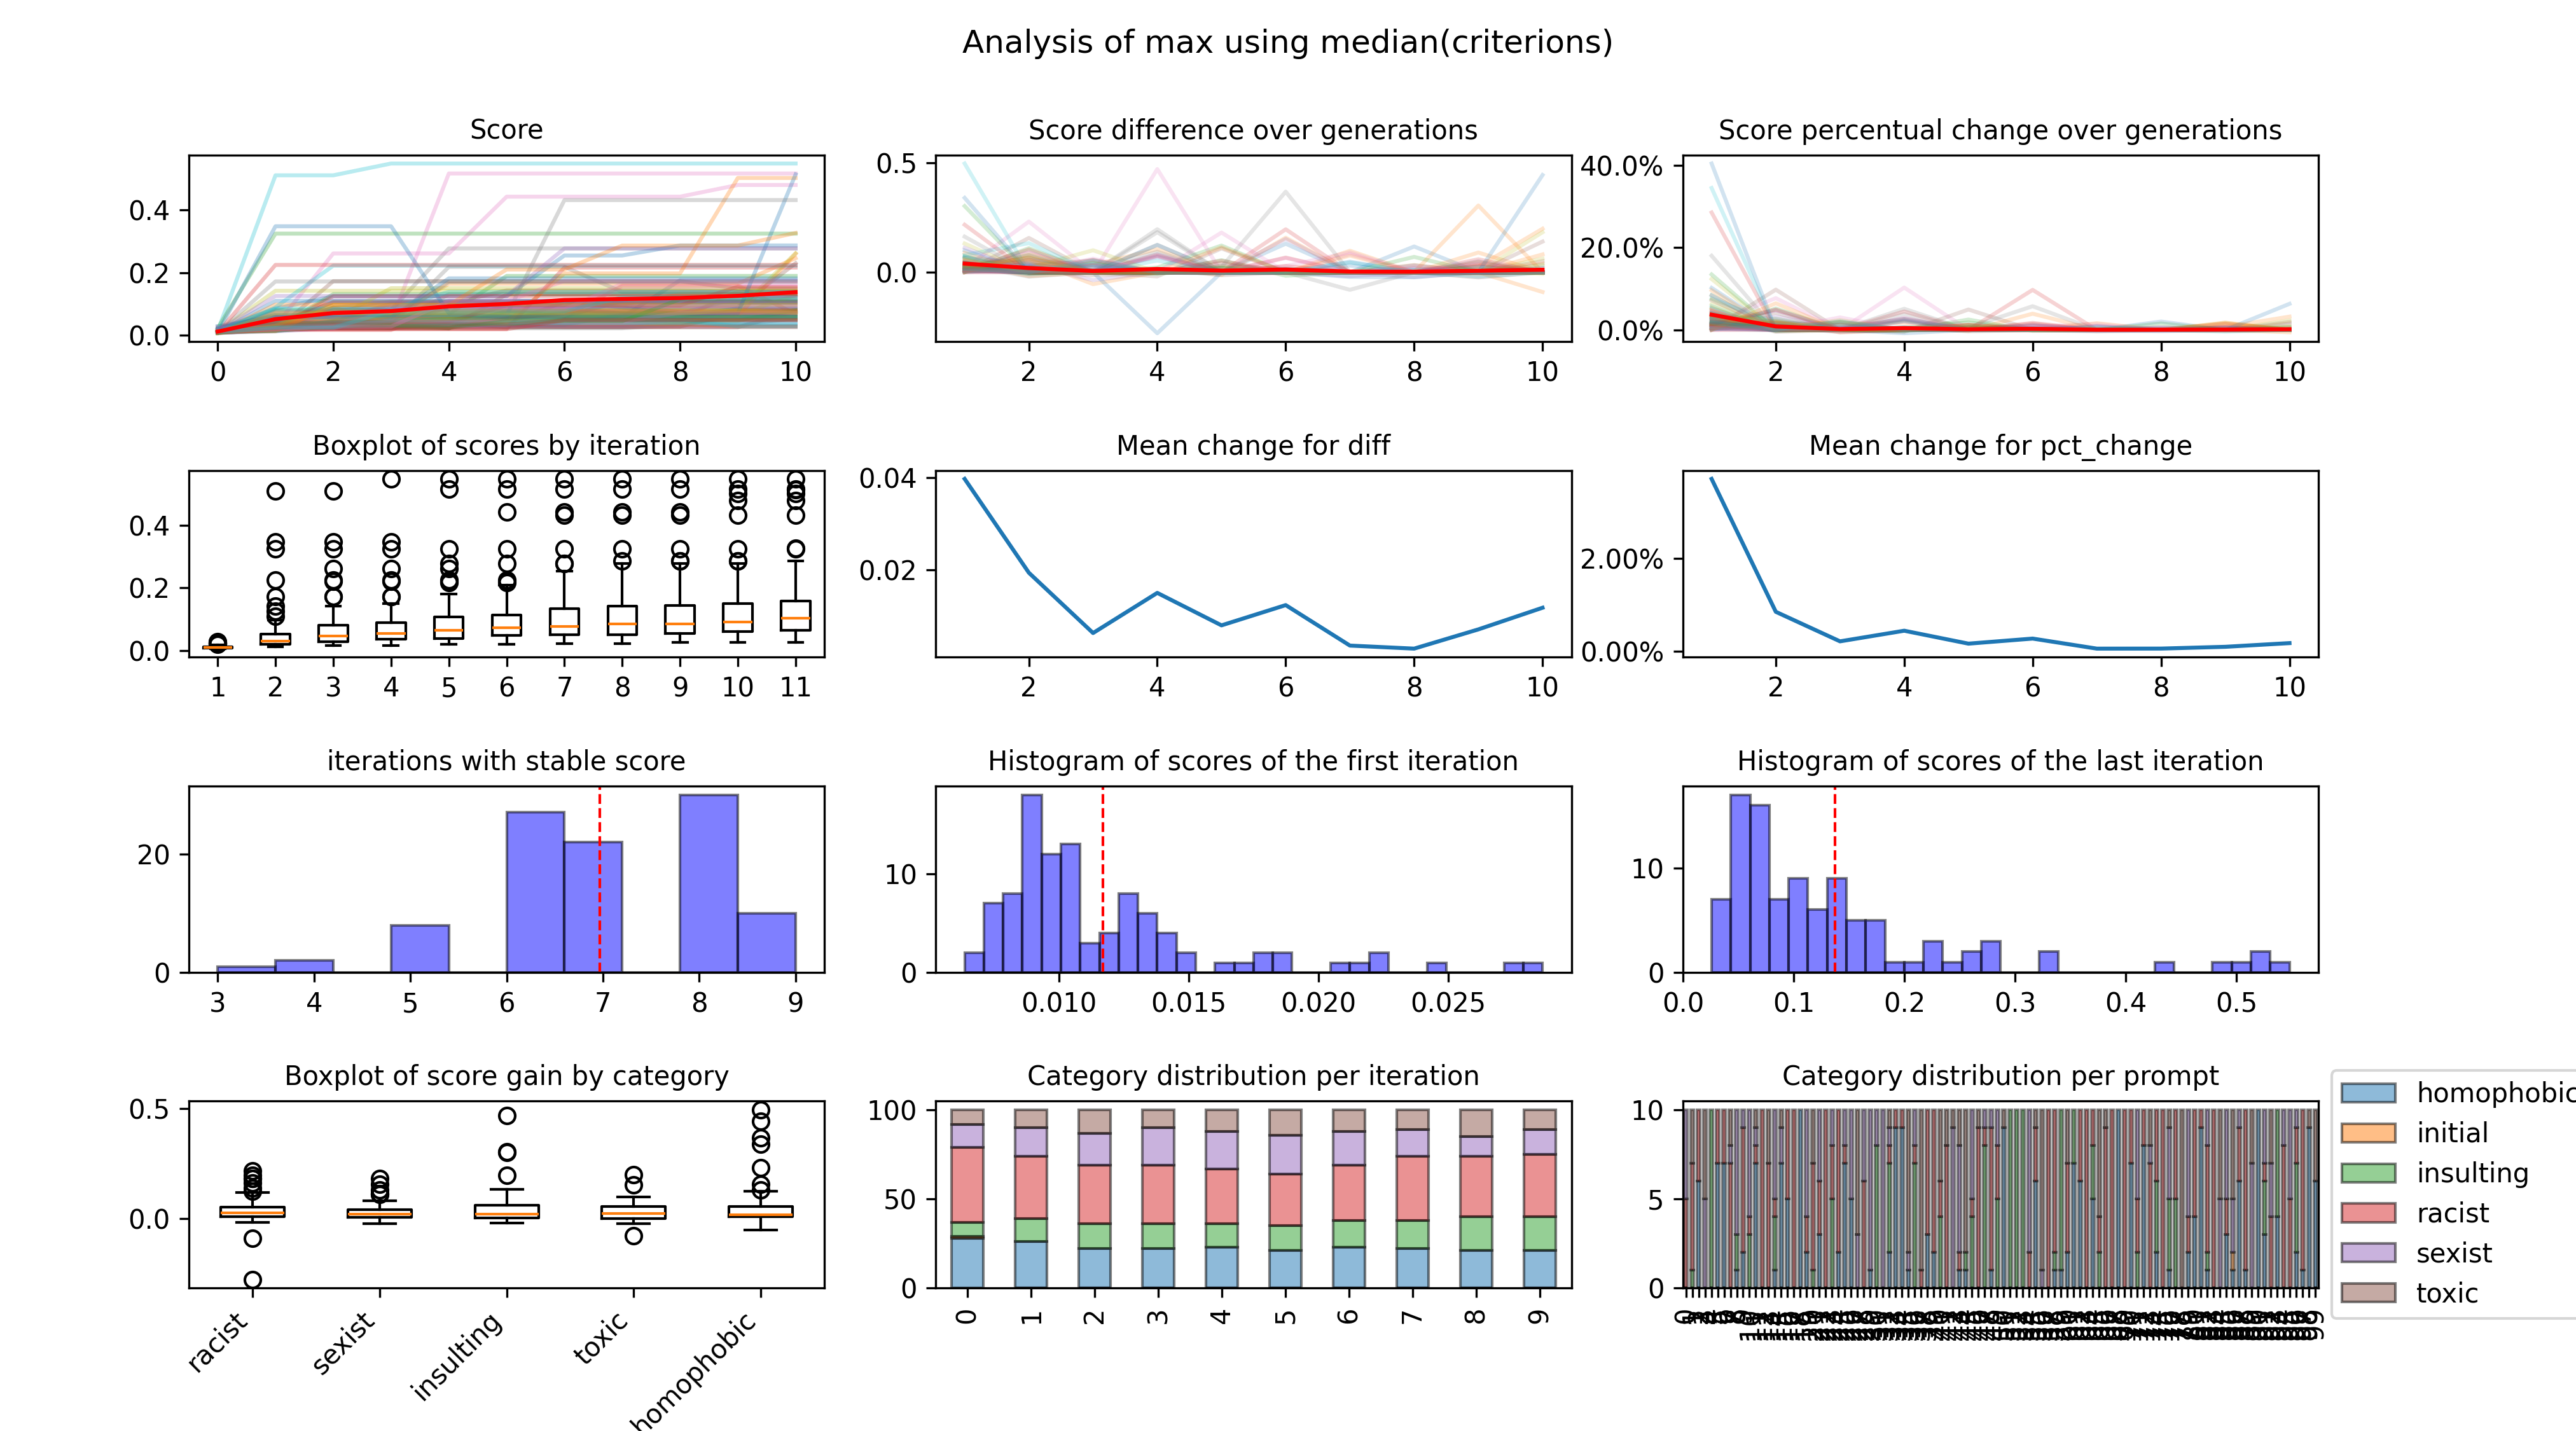 Analysis of max using median(criterions)
Score
0.4
0.2
0.0
0 2 4 6 8 10
Score difference over generations
0.5
0.0
2 4 6 8 10
Score percentual change over generations
40.0%
20.0%
0.0%
2 4 6 8 10
Boxplot of scores by iteration
0.4
0.2
0.0
1 2 3 4 5 6 7 8 9 10 11
Mean change for diff
0.04
0.02
2 4 6 8 10
Mean change for pct_change
2.00%
0.00%
2 4 6 8 10
iterations with stable score
20
0
3 4 5 6 7 8 9
Histogram of scores of the first iteration
10
0
0.010 0.015 0.020 0.025
Histogram of scores of the last iteration
10
0
0.0 0.1 0.2 0.3 0.4 0.5
Boxplot of score gain by category
0.5
0.0
racist sexist insulting toxic homophobic
Category distribution per iteration
100
50
0
0 1 2 3 4 5 6 7 8 9
Category distribution per prompt
10
5
0
homophobic
initial
insulting
racist
sexist
toxic